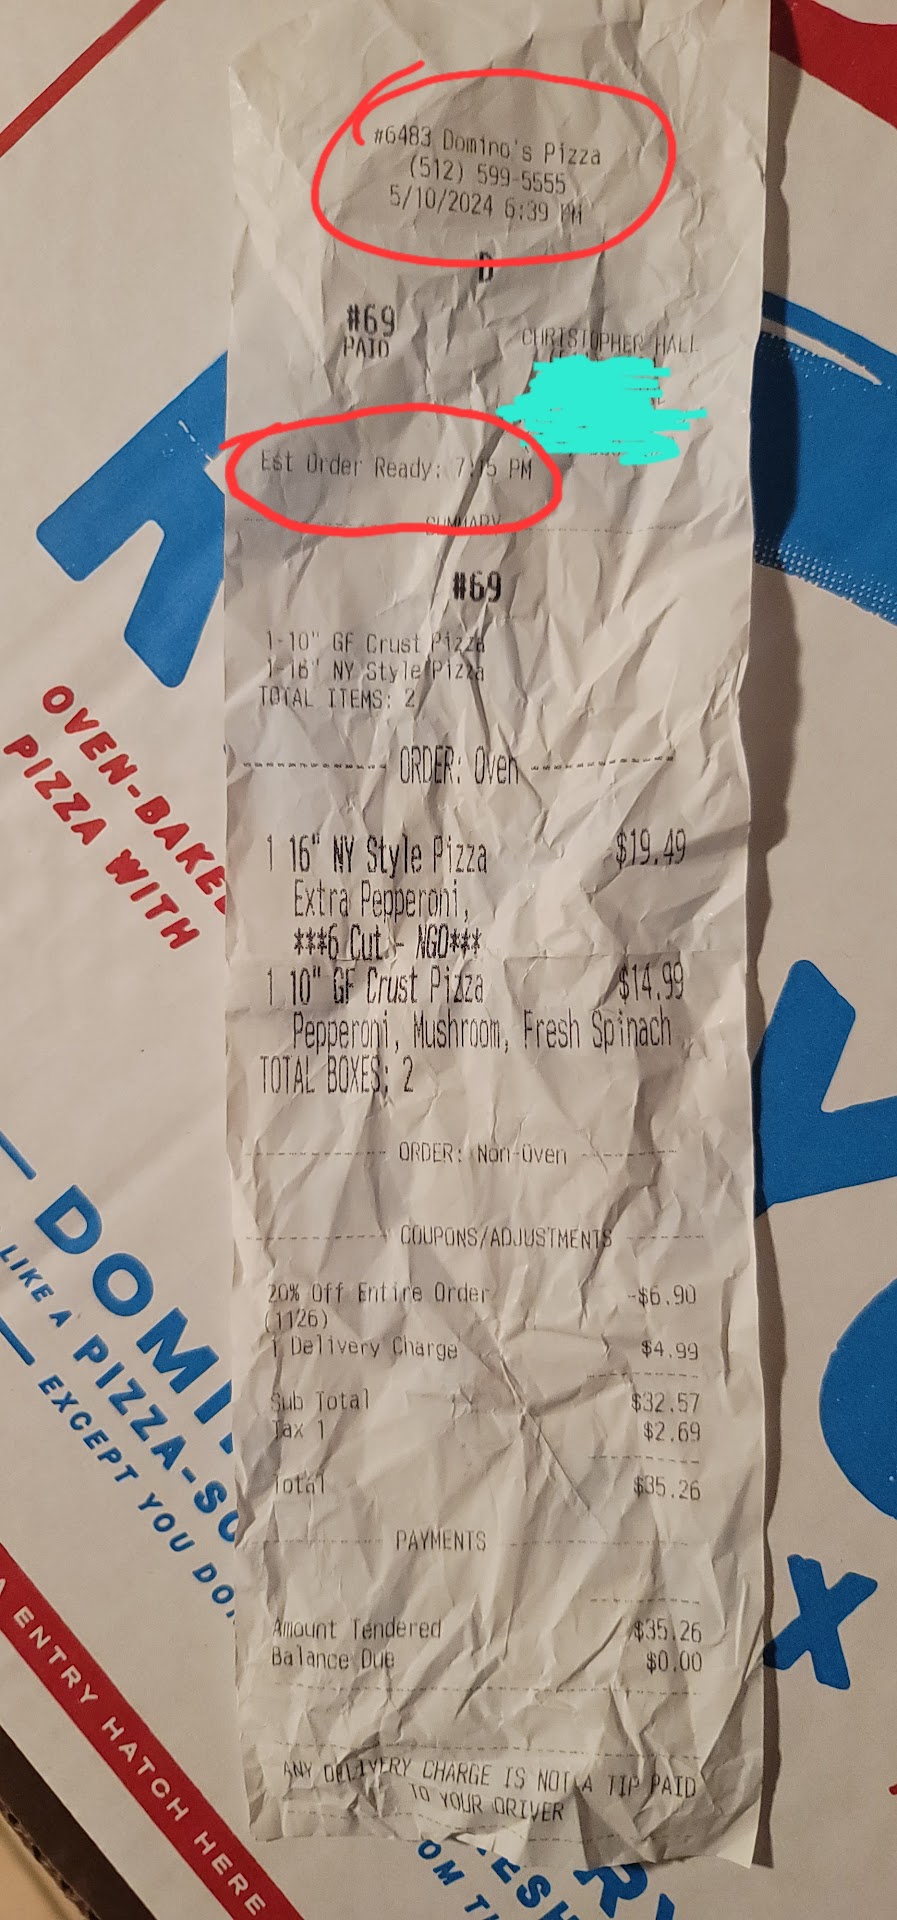 #6483 Domino's Pizza
(512) 599-5555
5/10/2024 6:39 PM
D
#69
PAID
CHRISTOPHER HALL
Est Order Ready: 7:15 PM
SUMMARY
#69
1-10" GF Crust Pizza
1-16" NY Style Pizza
TOTAL ITEMS: 2
ORDER: Oven
1 16" NY Style Pizza $19.49
Extra Pepperoni,
***6 Cut - NGO***
1 10" GF Crust Pizza $14.99
Pepperoni, Mushroom, Fresh Spinach
TOTAL BOXES: 2
ORDER: Non-Oven
COUPONS/ADJUSTMENTS
20% Off Entire Order -$6.90
(1126)
1 Delivery Charge $4.99
Sub Total $32.57
Tax 1 $2.69
Total $35.26
PAYMENTS
Amount Tendered $35.26
Balance Due $0.00
ANY DELIVERY CHARGE IS NOT A TIP PAID
TO YOUR DRIVER
OVEN-BAKE
PIZZA WITH
DOMI
LIKE A PIZZA-SC
EXCEPT YOU DO
A ENTRY HATCH HERE